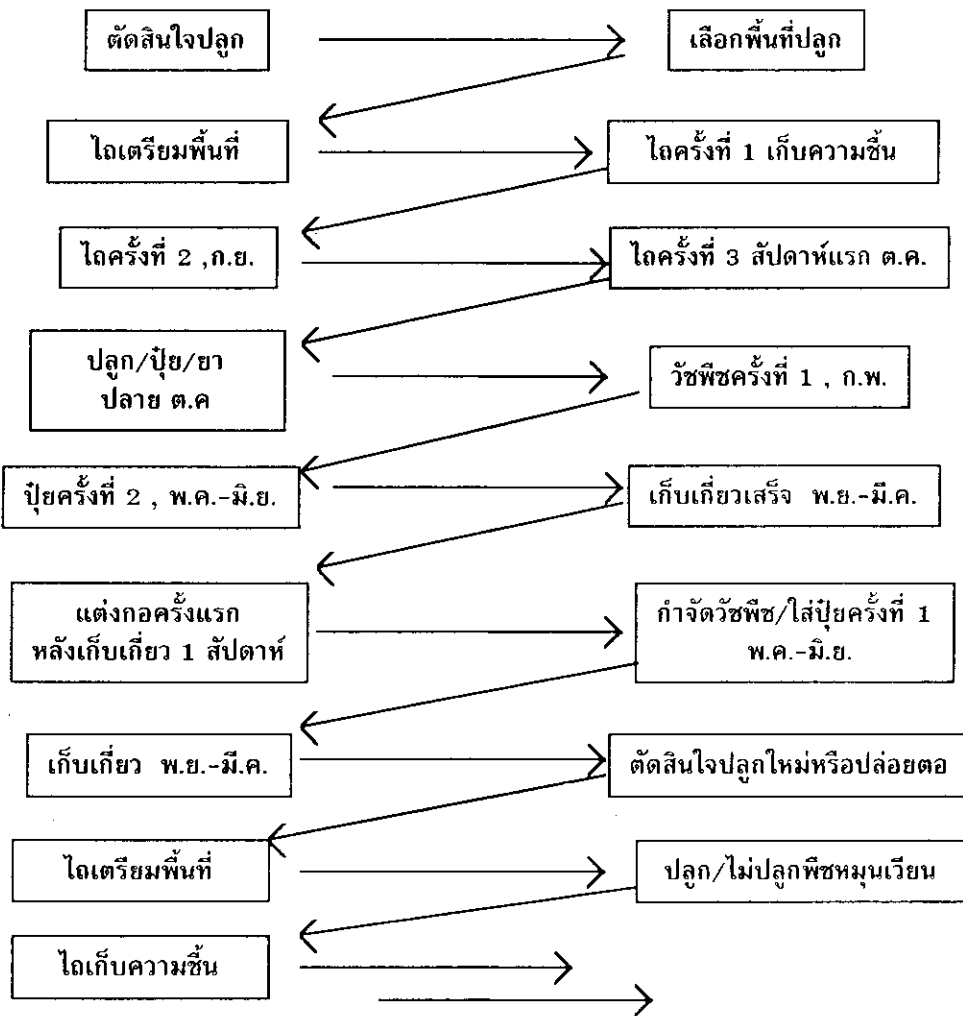 ตัดสินใจปลูก
เลือกพื้นที่ปลูก
ไถเตรียมพื้นที่
ไถครั้งที่ 1 เก็บความชื้น
ไถครั้งที่ 2 ,ก.ย.
ไถครั้งที่ 3 สัปดาห์แรก ต.ค.
ปลูก/ปุ๋ย/ยา
ปลาย ต.ค
วัชพืชครั้งที่ 1 , ก.พ.
ปุ๋ยครั้งที่ 2 , พ.ค.-มิ.ย.
เก็บเกี่ยวเสร็จ พ.ย.-มี.ค.
แต่งกอครั้งแรก
หลังเก็บเกี่ยว 1 สัปดาห์
กำจัดวัชพืช/ใส่ปุ๋ยครั้งที่ 1
พ.ค.-มิ.ย.
เก็บเกี่ยว พ.ย.-มี.ค.
ตัดสินใจปลูกใหม่หรือปล่อยตอ
ไถเตรียมพื้นที่
ปลูก/ไม่ปลูกพืชหมุนเวียน
ไถเก็บความชื้น